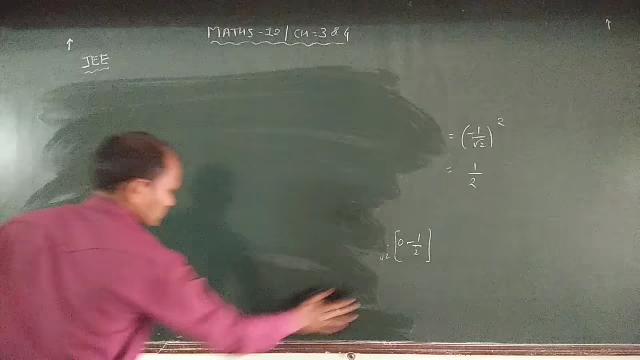 MATHS-10 / CH-3 & 4
JEE
= (-1/√2)²
= 1/2
[0 - 1/2]